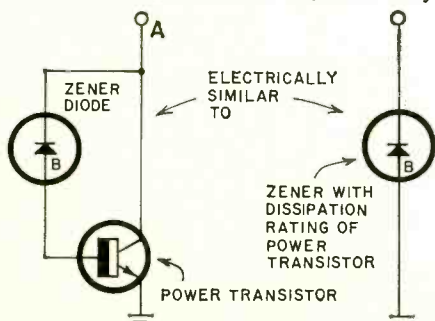 A
ZENER
DIODE
B
ELECTRICALLY
SIMILAR
TO
B
ZENER WITH
DISSIPATION
RATING OF
POWER
TRANSISTOR
POWER TRANSISTOR